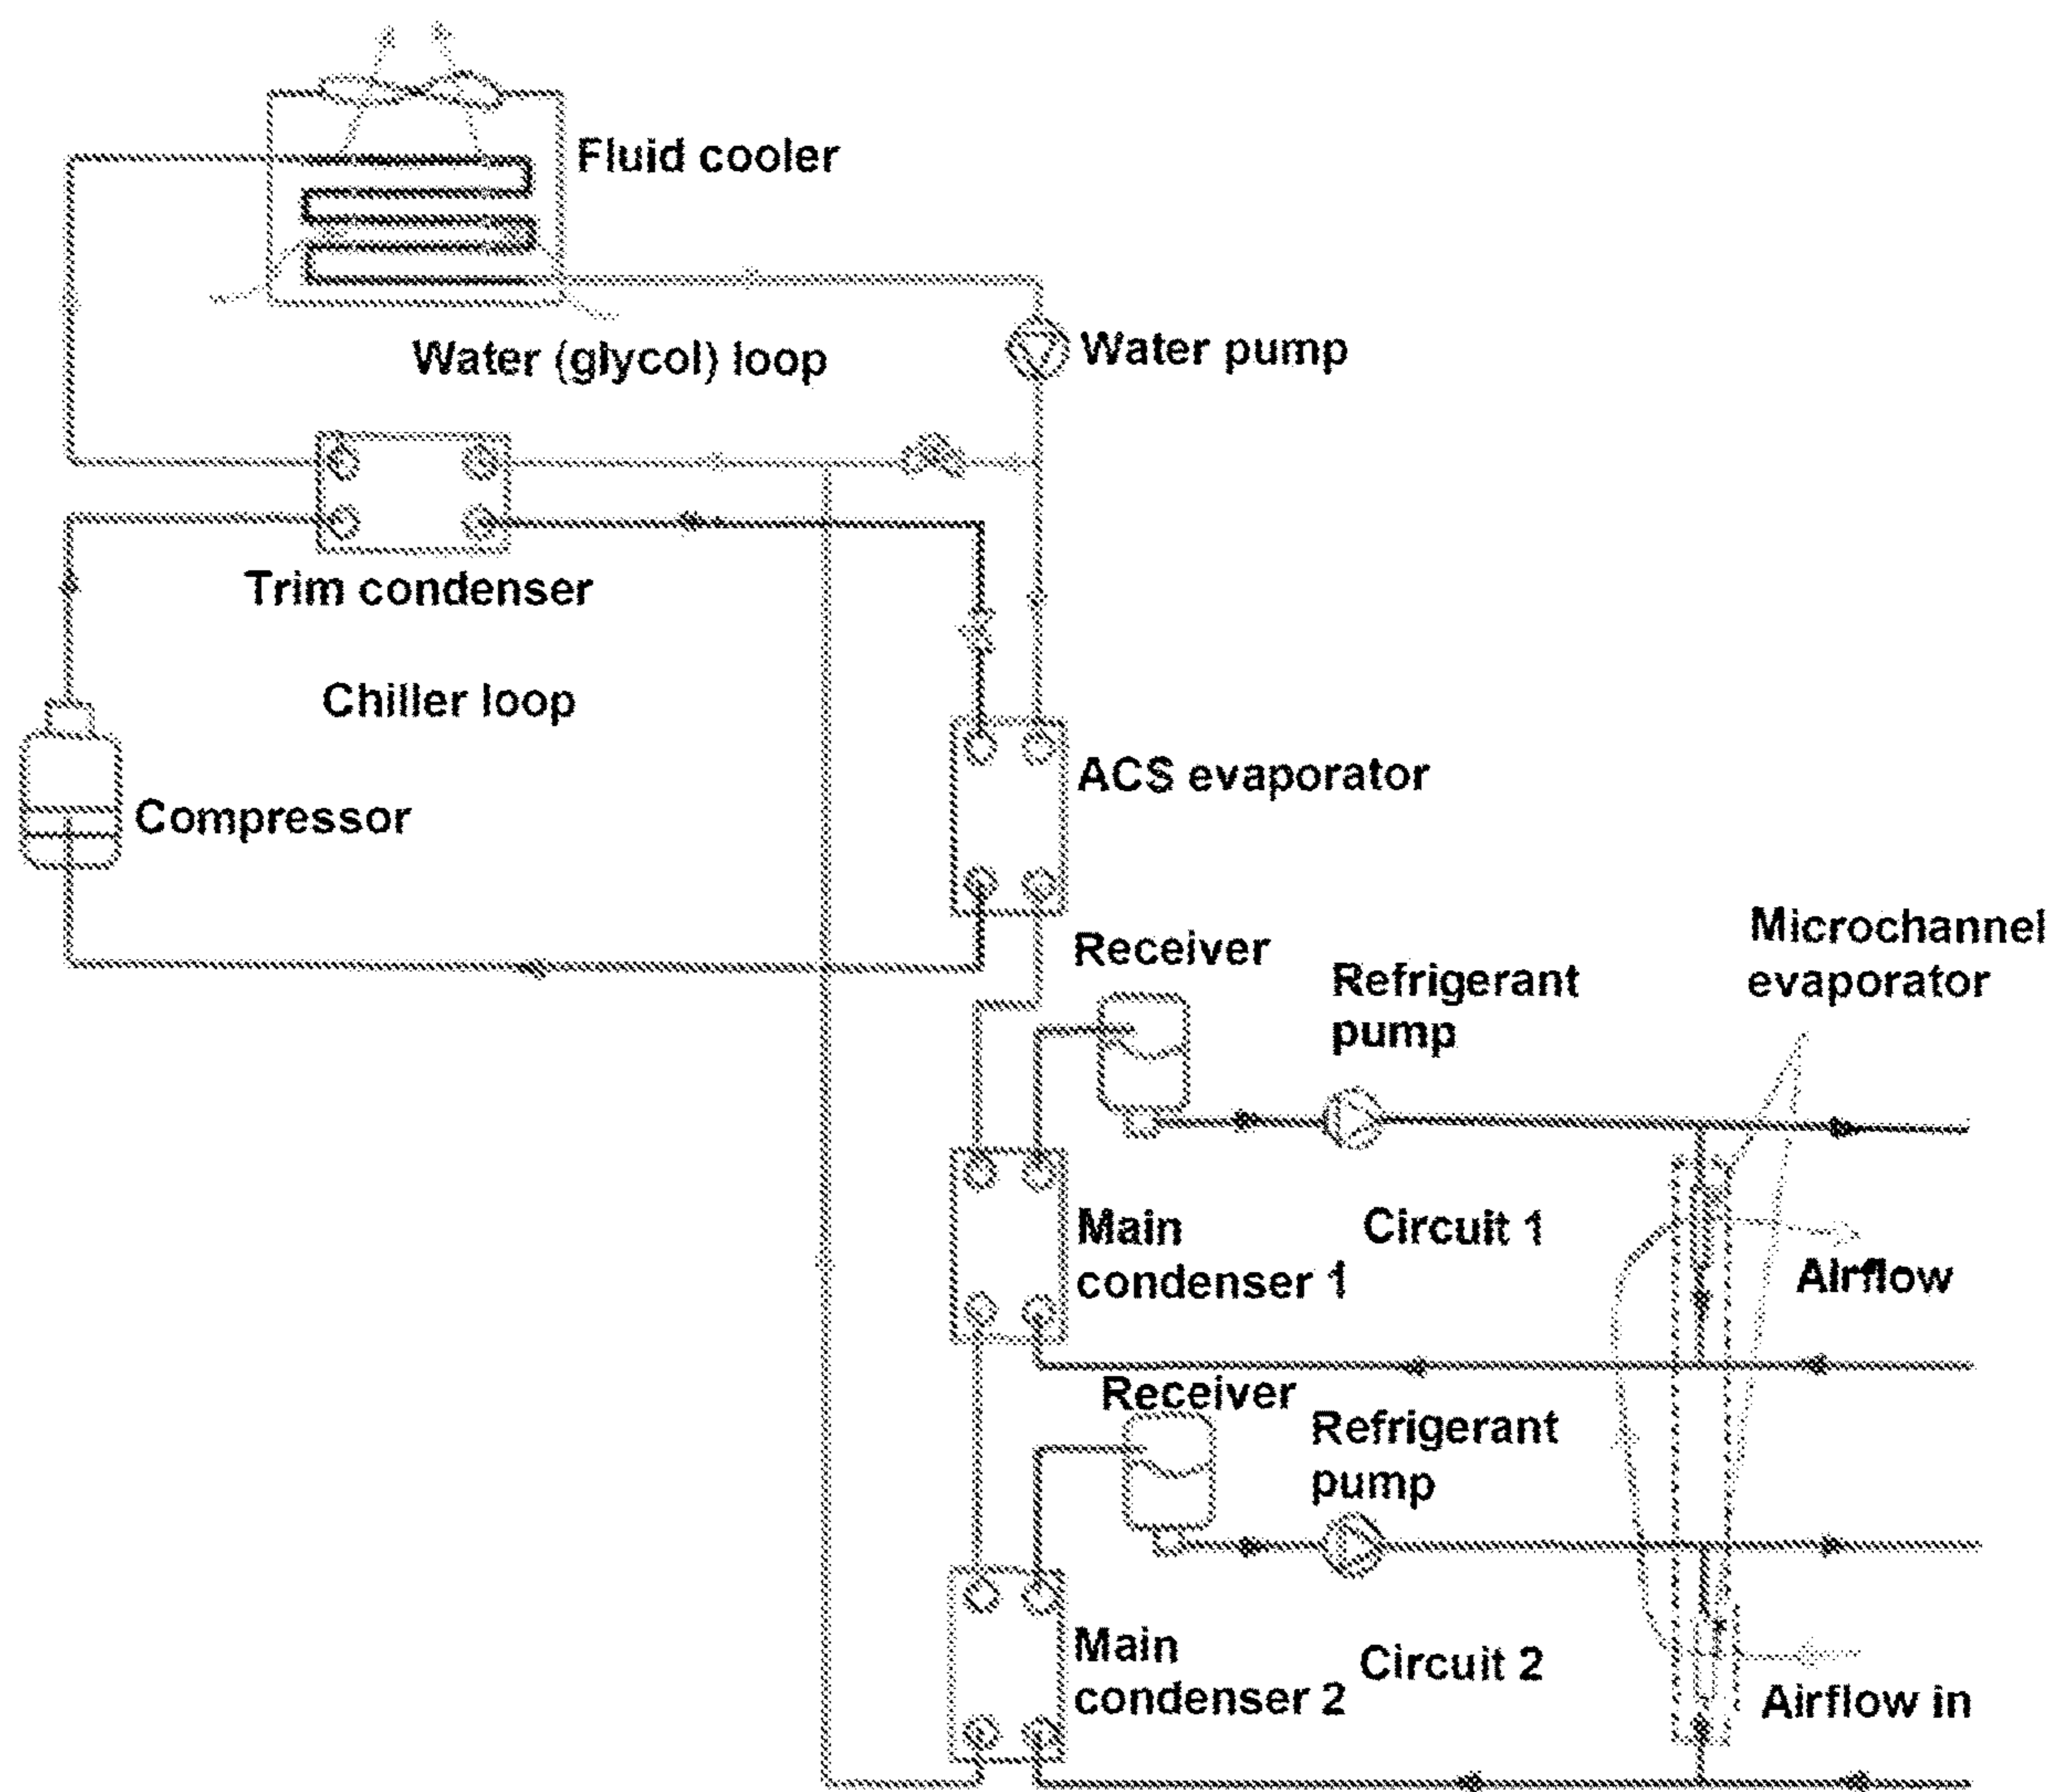 Fluid cooler
Water (glycol) loop
Water pump
Trim condenser
Chiller loop
ACS evaporator
Compressor
Microchannel
evaporator
Receiver
Refrigerant
pump
Main
condenser 1
Circuit 1
Airflow
Receiver
Refrigerant
pump
Main
condenser 2
Circuit 2
Airflow in